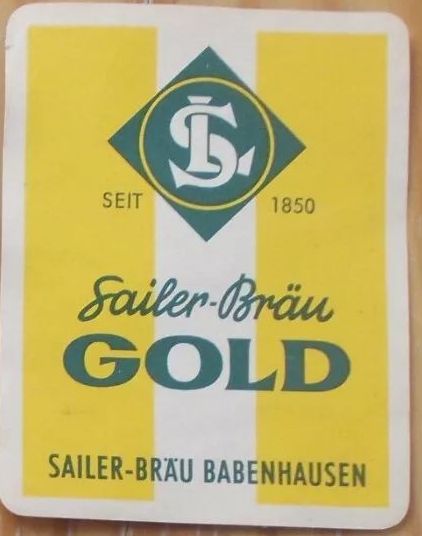 SL
SEIT 1850
Sailer-Bräu
GOLD
SAILER-BRÄU BABENHAUSEN